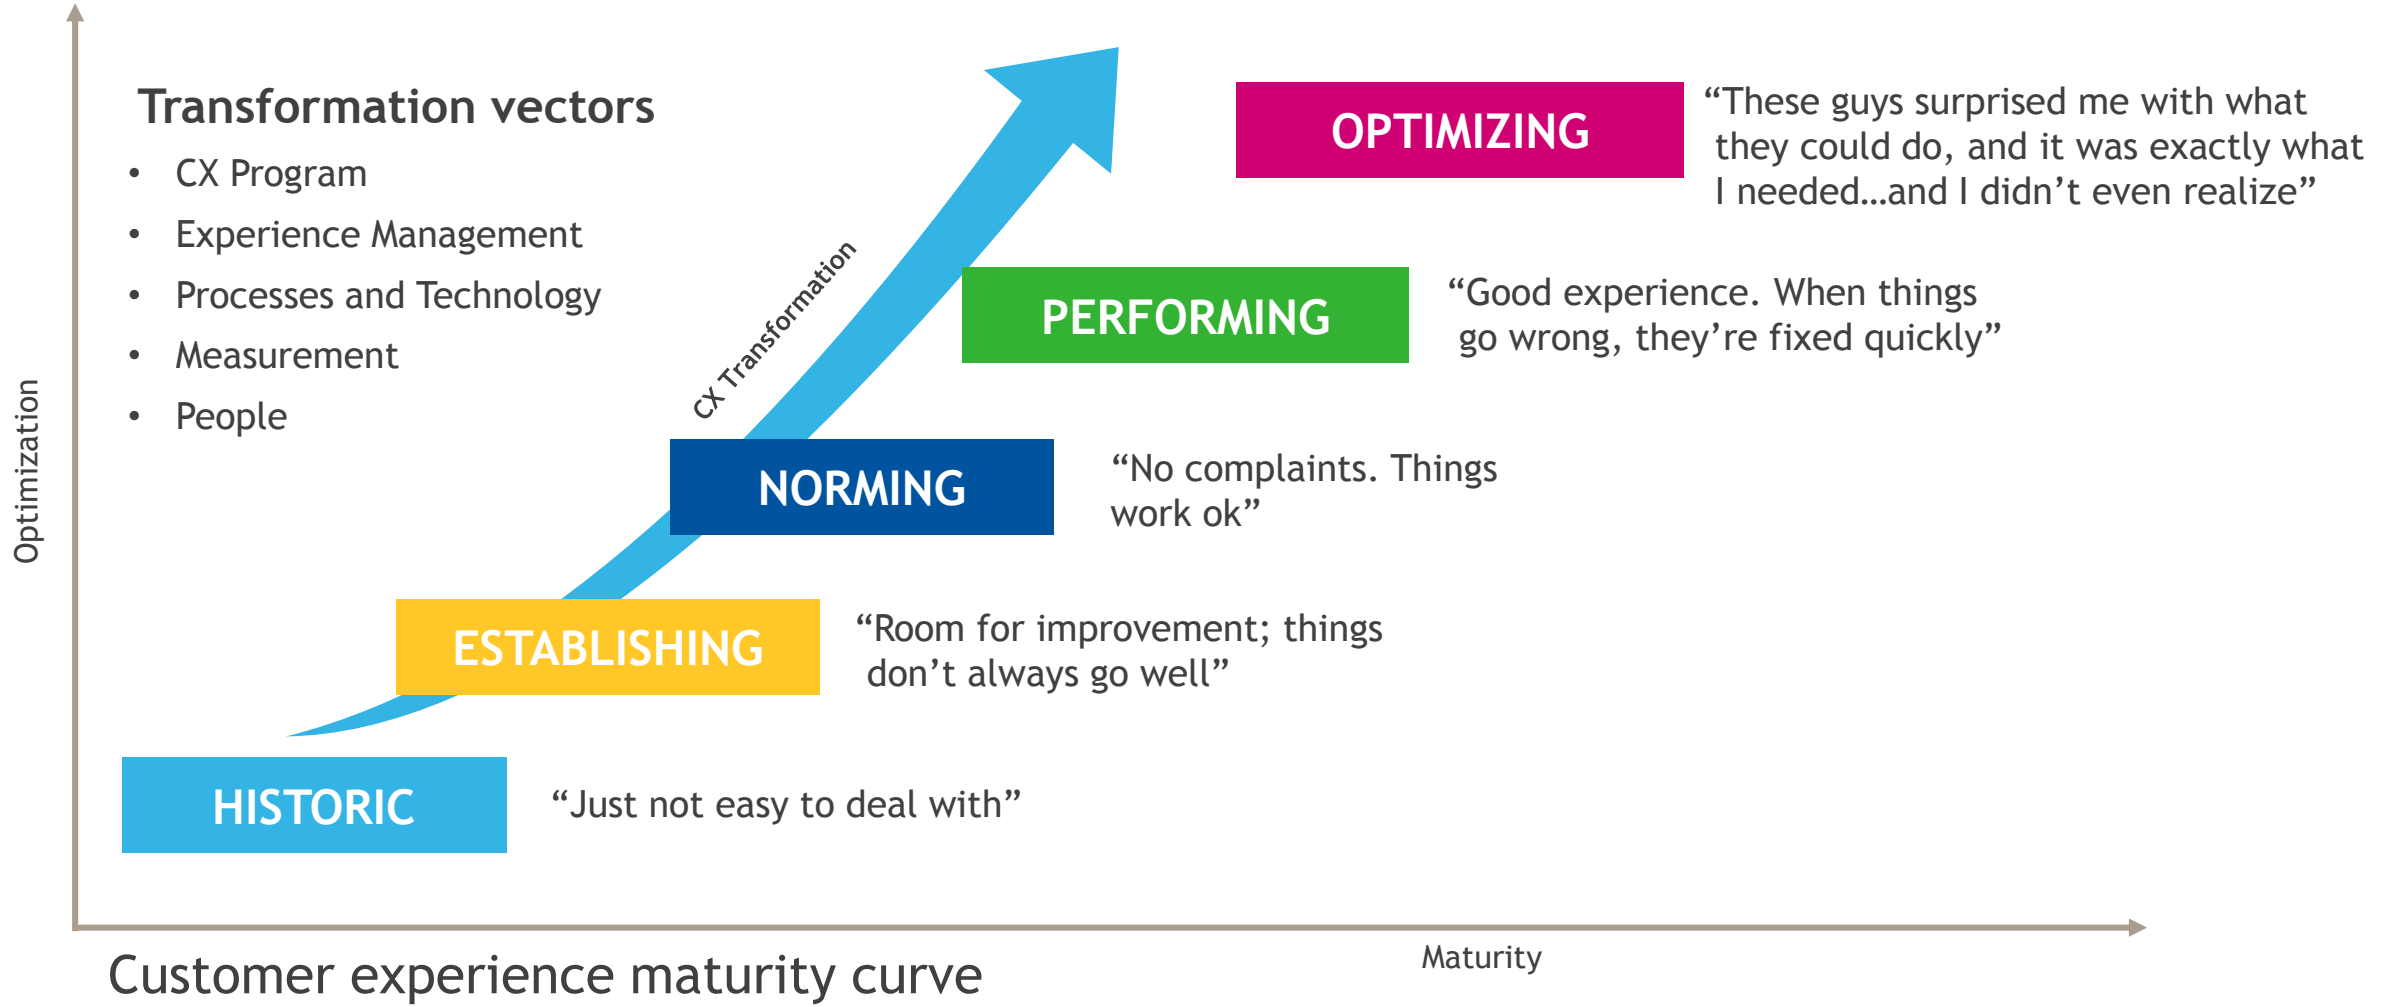 Transformation vectors
• CX Program
• Experience Management
• Processes and Technology
• Measurement
• People
Optimization
CX Transformation
OPTIMIZING
“These guys surprised me with what
they could do, and it was exactly what
I needed…and I didn’t even realize”
PERFORMING
“Good experience. When things
go wrong, they’re fixed quickly”
NORMING
“No complaints. Things
work ok”
ESTABLISHING
“Room for improvement; things
don’t always go well”
HISTORIC
“Just not easy to deal with”
Maturity
Customer experience maturity curve